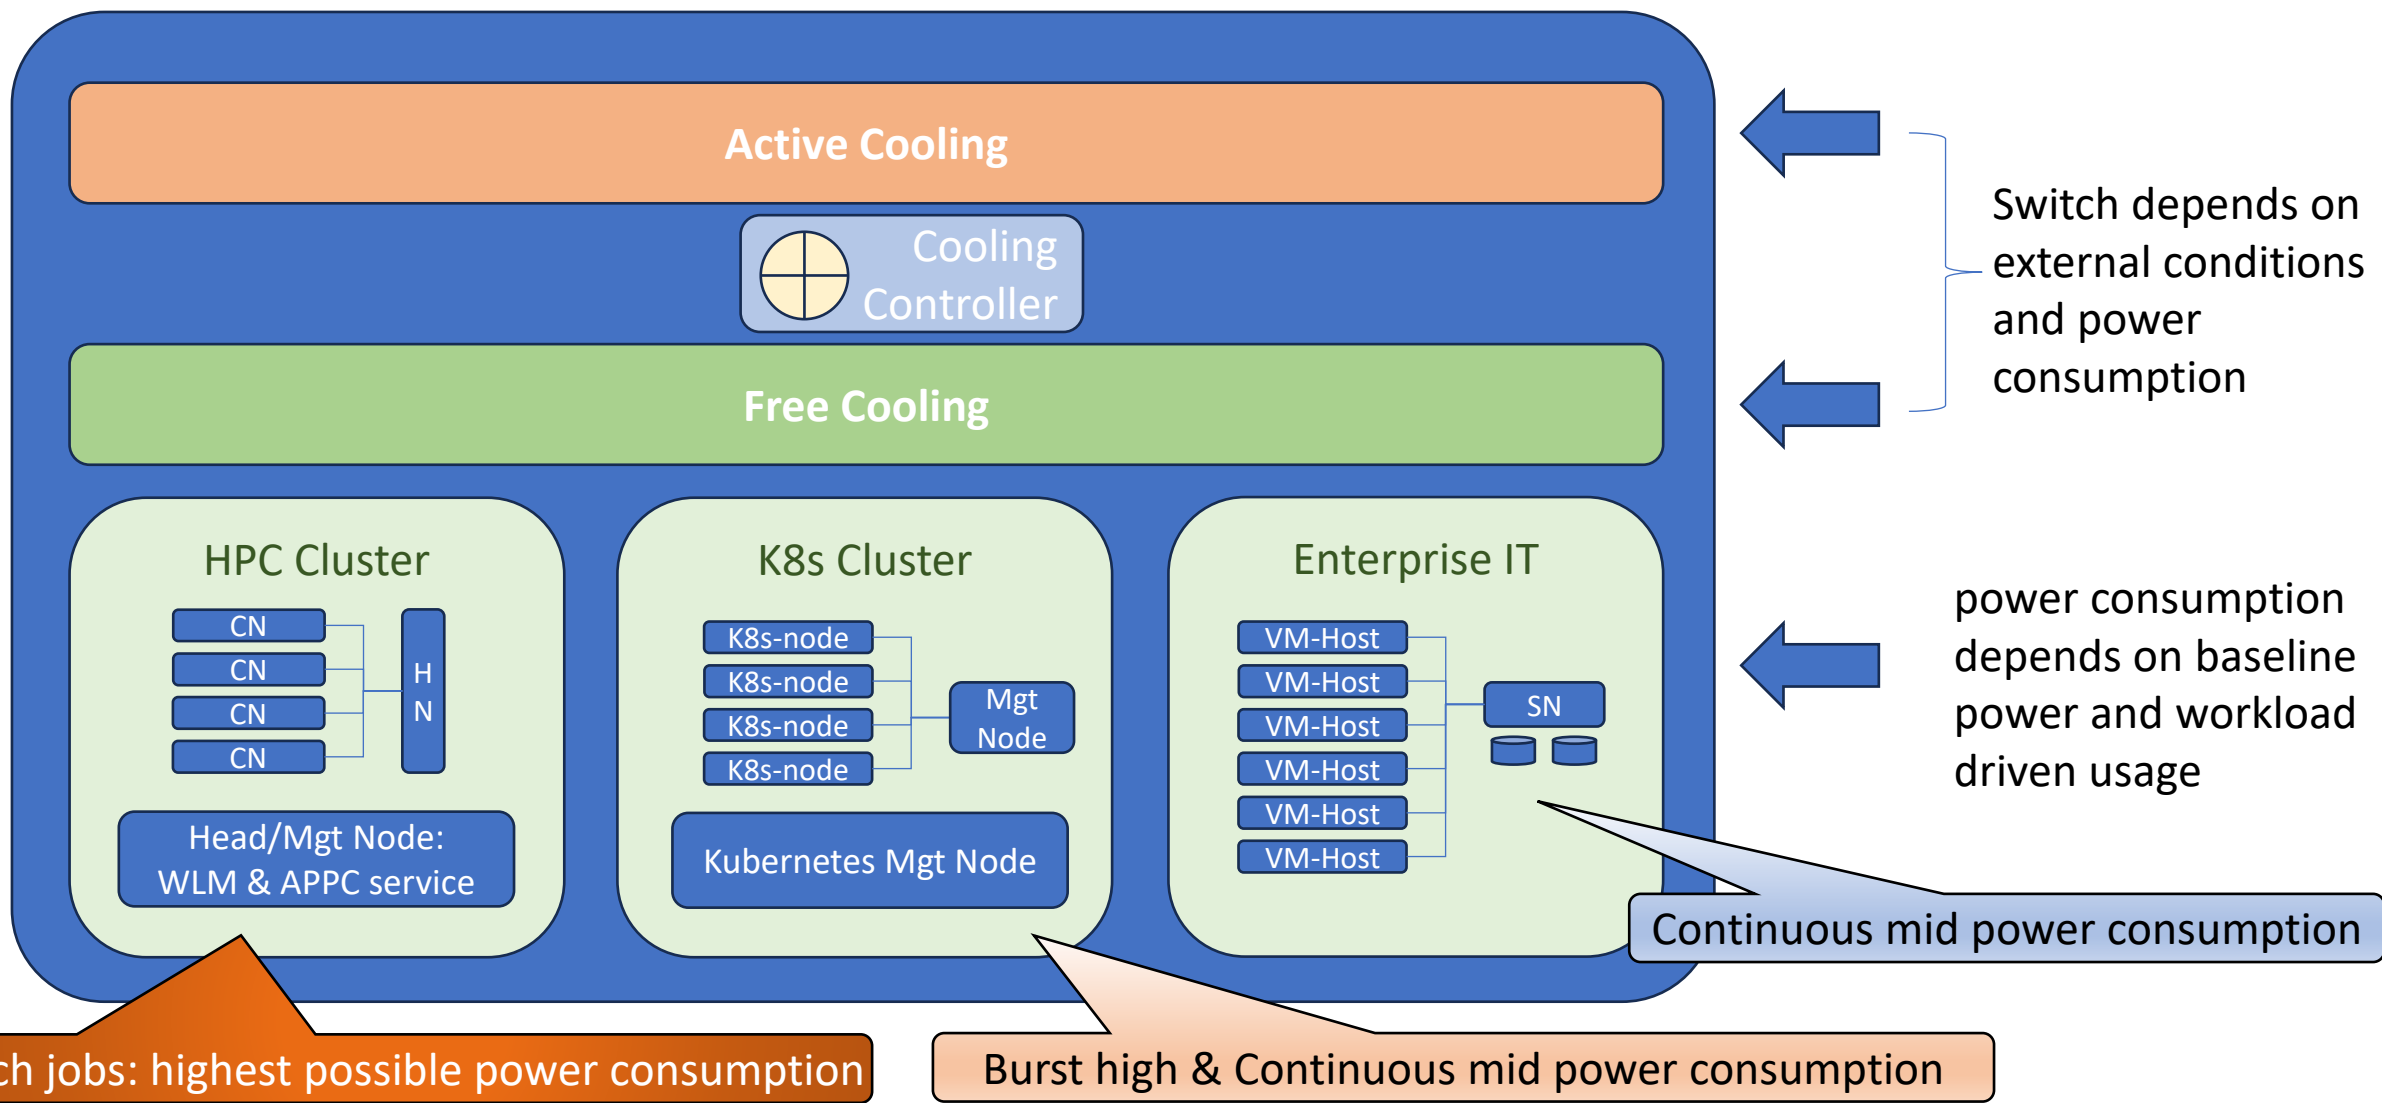 Active Cooling
Cooling
Controller
Free Cooling
Switch depends on
external conditions
and power
consumption
HPC Cluster
CN
CN
CN
CN
H
N
Head/Mgt Node:
WLM & APPC service
K8s Cluster
K8s-node
K8s-node
K8s-node
K8s-node
Mgt
Node
Kubernetes Mgt Node
Enterprise IT
VM-Host
VM-Host
VM-Host
VM-Host
VM-Host
VM-Host
SN
power consumption
depends on baseline
power and workload
driven usage
Continuous mid power consumption
jobs: highest possible power consumption
Burst high & Continuous mid power consumption